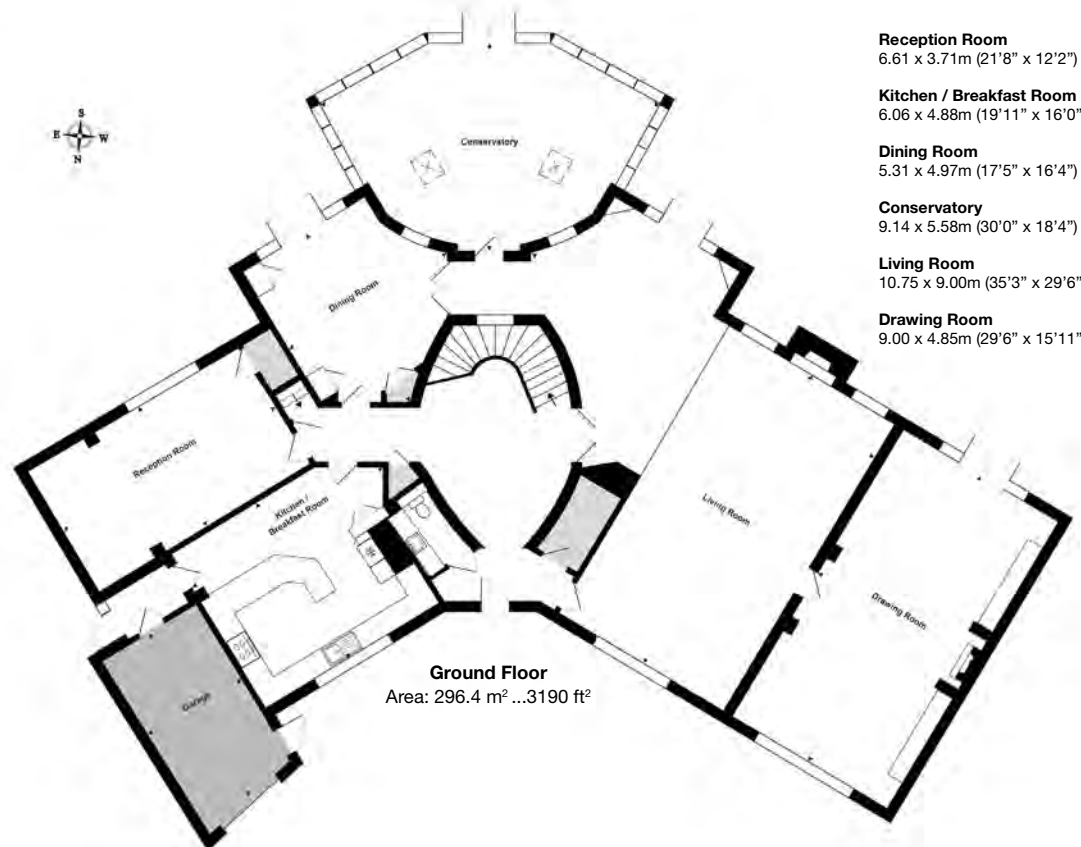 Reception Room
6.61 x 3.71m (21'8" x 12'2")
Kitchen / Breakfast Room
6.06 x 4.88m (19'11" x 16'0"
Dining Room
5.31 x 4.97m (17'5" x 16'4")
Conservatory
9.14 x 5.58m (30'0" x 18'4")
Living Room
10.75 x 9.00m (35'3" x 29'6"
Drawing Room
9.00 x 4.85m (29'6" x 15'11"
S
E W
N
Conservatory
Dining Room
Reception Room
Kitchen /
Breakfast Room
Living Room
Drawing Room
Garage
Ground Floor
Area: 296.4 m² ...3190 ft²